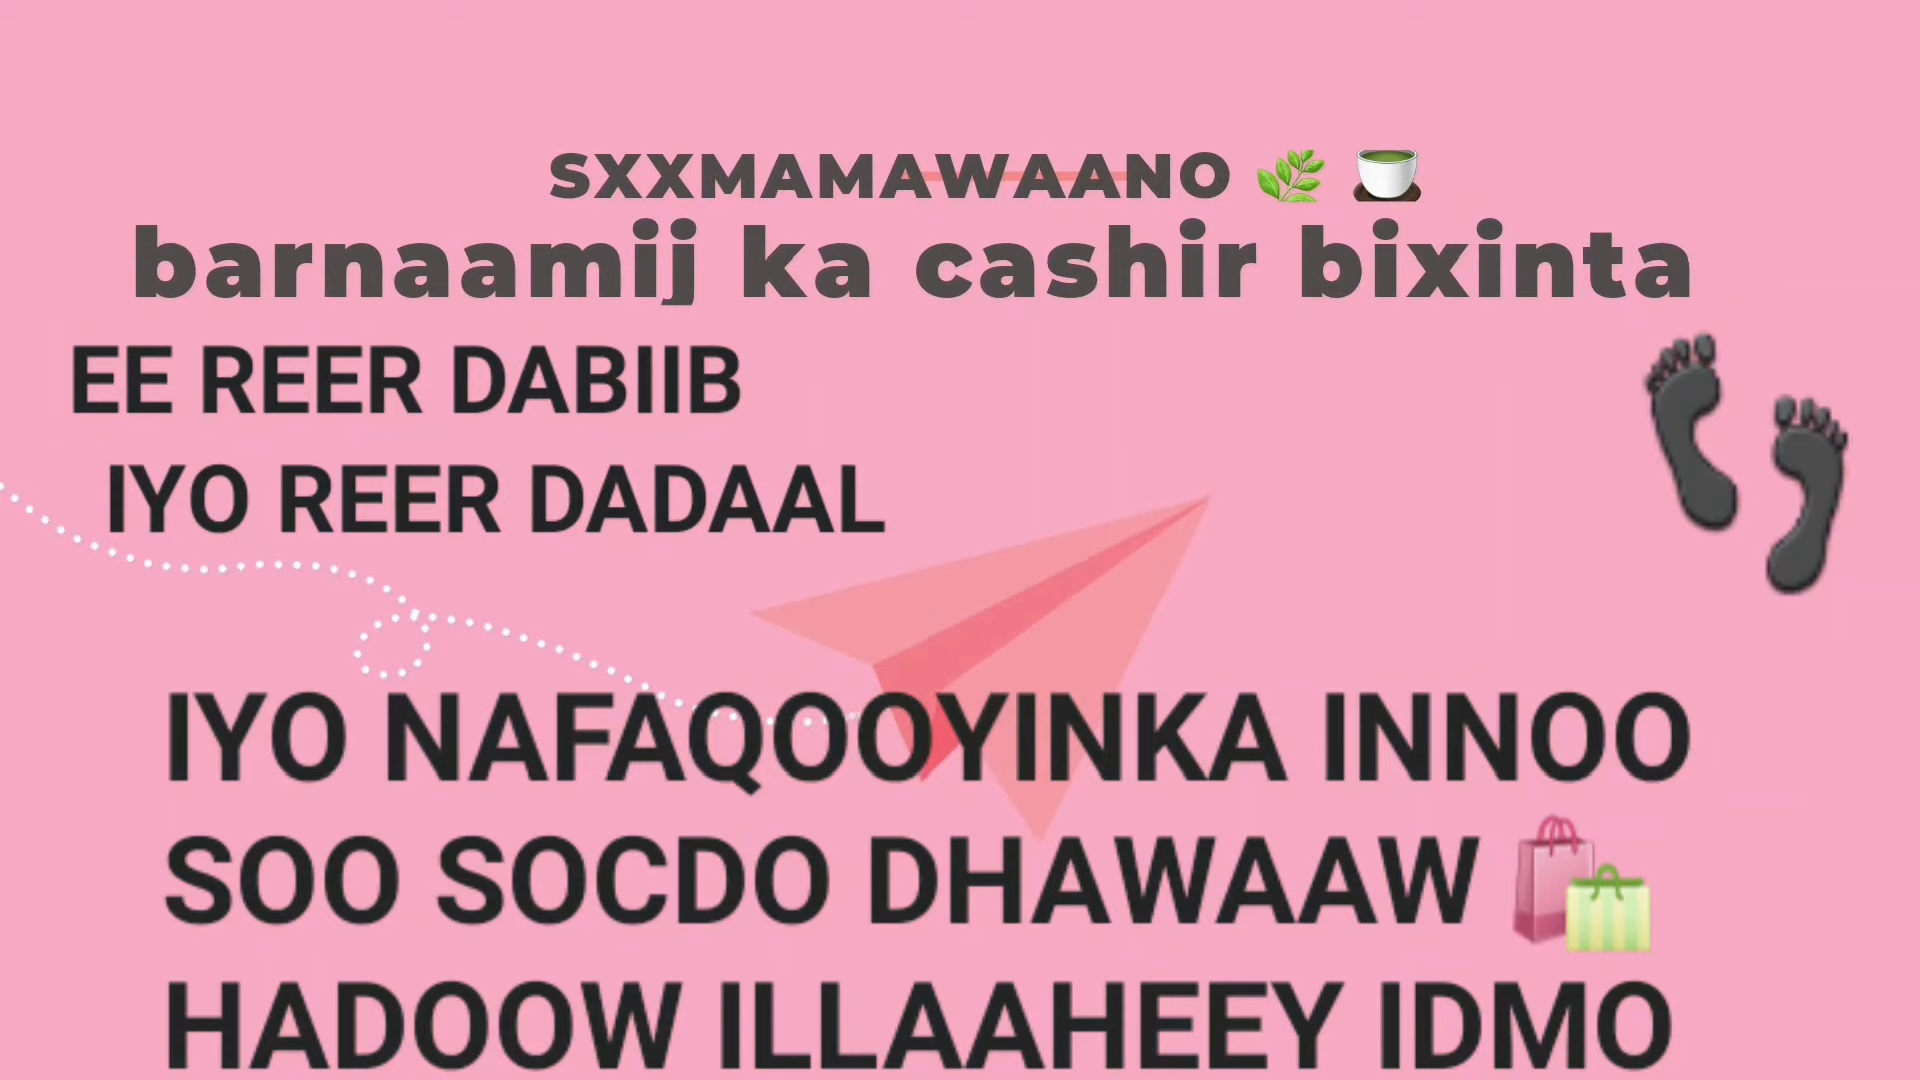 SXXMAMAWAANO 🌿 🍵
barnaamij ka cashir bixinta
EE REER DABIIB
IYO REER DADAAL
IYO NAFAQOOYINKA INNOO
SOO SOCDO DHAWAAW 🛍️
HADOOW ILLAAHEEY IDMO